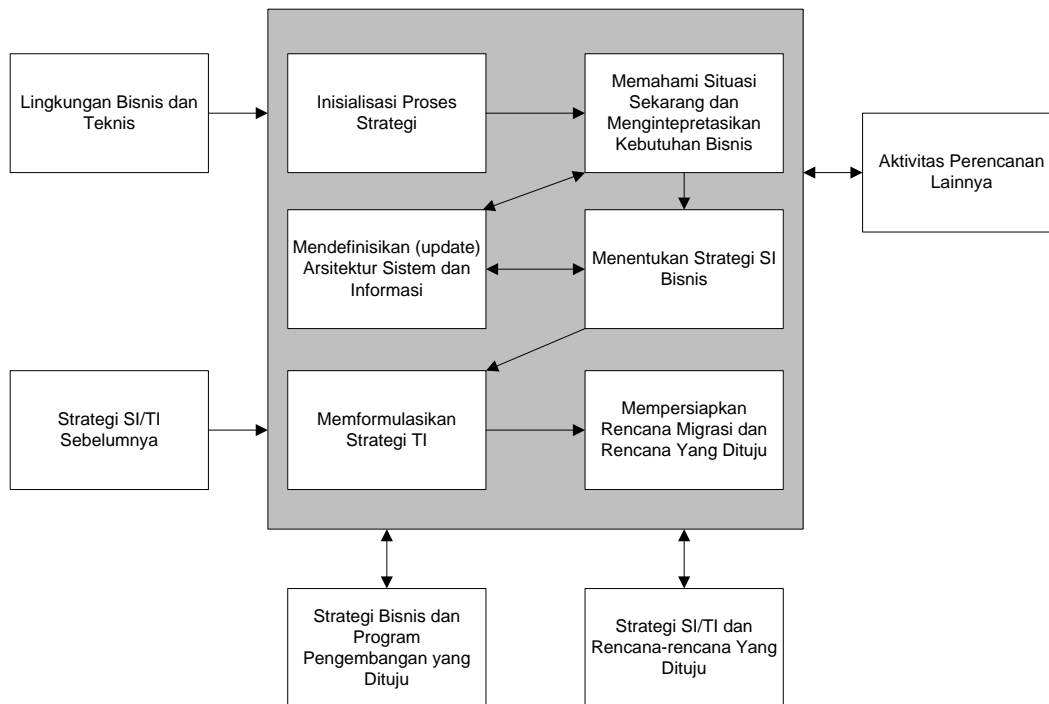 Lingkungan Bisnis dan
Teknis
Inisialisasi Proses
Strategi
Memahami Situasi
Sekarang dan
Mengintepretasikan
Kebutuhan Bisnis
Aktivitas Perencanan
Lainnya
Mendefinisikan (update)
Arsitektur Sistem dan
Informasi
Menentukan Strategi SI
Bisnis
Strategi SI/TI
Sebelumnya
Memformulasikan
Strategi TI
Mempersiapkan
Rencana Migrasi dan
Rencana Yang Dituju
Strategi Bisnis dan
Program
Pengembangan yang
Dituju
Strategi SI/TI dan
Rencana-rencana Yang
Dituju